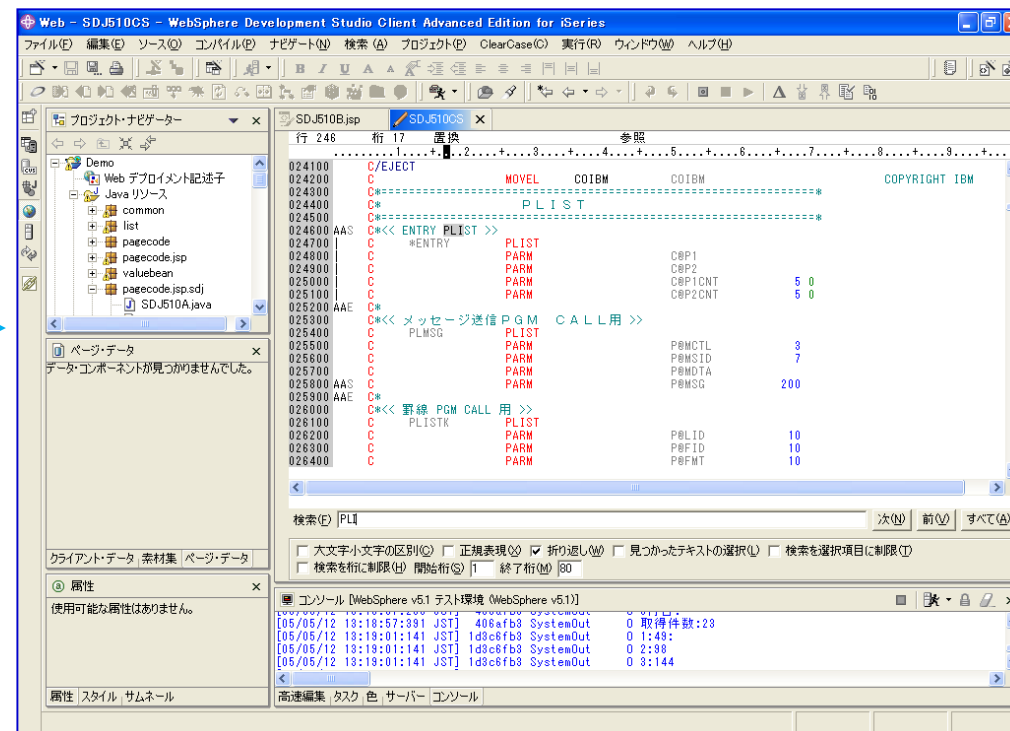 Web - SDJ510CS - WebSphere Development Studio Client Advanced Edition for iSeries
ファイル(F) 編集(E) ソース(O) コンパイル(P) ナビゲート(N) 検索(A) プロジェクト(P) ClearCase(C) 実行(R) ウィンドウ(W) ヘルプ(H)
プロジェクト・ナビゲーター
Demo
Web デプロイメント記述子
Java リソース
common
list
pagecode
pagecode.jsp
valuebean
pagecode.jsp.sdj
SDJ510A.java
ページ・データ
データ・コンポーネントが見つかりませんでした。
クライアント・データ 素材集 ページ・データ
属性
使用可能な属性はありません。
属性 スタイル サムネール
SDJ510B.jsp SDJ510CS
行 246 桁 17 置換 参照
.........1....+....2....+....3....+....4....+....5....+....6....+....7....+....8....+....9....+...
024100 C/EJECT
024200 C MOVEL COIBM COIBM COPYRIGHT IBM
024300 C*==============================================================*
024400 C* ＰＬＩＳＴ
024500 C*==============================================================*
024600 AAS C*<< ENTRY PLIST >>
024700 | C *ENTRY PLIST
024800 | C PARM C@P1
024900 | C PARM C@P2
025000 | C PARM C@P1CNT 5 0
025100 | C PARM C@P2CNT 5 0
025200 AAE C*
025300 C*<< メッセージ送信ＰＧＭ ＣＡＬＬ用 >>
025400 C PLMSG PLIST
025500 C PARM P@MCTL 3
025600 C PARM P@MSID 7
025700 C PARM P@MDTA
025800 AAS C PARM P@MSG 200
025900 AAE C*
026000 C*<< 罫線 PGM CALL 用 >>
026100 C PLISTK PLIST
026200 C PARM P@LID 10
026300 C PARM P@FID 10
026400 C PARM P@FMT 10
検索(F) PLI 次(N) 前(V) すべて(A)
大文字小文字の区別(C) 正規表現(X) 折り返し(W) 見つかったテキストの選択(L) 検索を選択項目に制限(T)
検索を桁に制限(H) 開始桁(S) 1 終了桁(M) 80
コンソール [WebSphere v5.1 テスト環境 (WebSphere v5.1)]
[05/05/12 13:18:57:391 JST] 406afb3 SystemOut O 取得件数:23
[05/05/12 13:19:01:141 JST] 1d3c6fb3 SystemOut O 1:49:
[05/05/12 13:19:01:141 JST] 1d3c6fb3 SystemOut O 2:98
[05/05/12 13:19:01:141 JST] 1d3c6fb3 SystemOut O 3:144
高速編集 タスク 色 サーバー コンソール